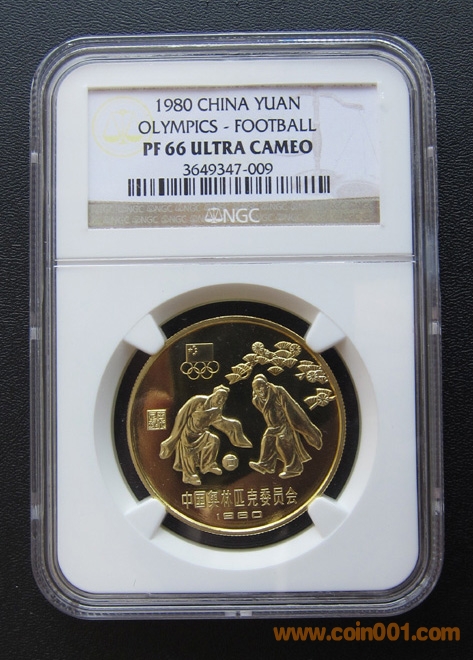 1980 CHINA YUAN
OLYMPICS - FOOTBALL
PF 66 ULTRA CAMEO
3649347-009
NGC
中国奥林匹克委员会
1980
www.coin001.com